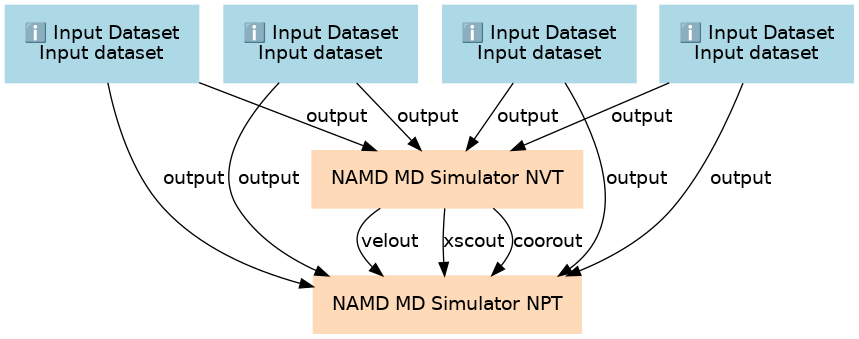 ℹ️ Input Dataset
Input dataset
ℹ️ Input Dataset
Input dataset
ℹ️ Input Dataset
Input dataset
ℹ️ Input Dataset
Input dataset
output
output
output
output
NAMD MD Simulator NVT
output
output
output
output
velout
xscout
coorout
NAMD MD Simulator NPT